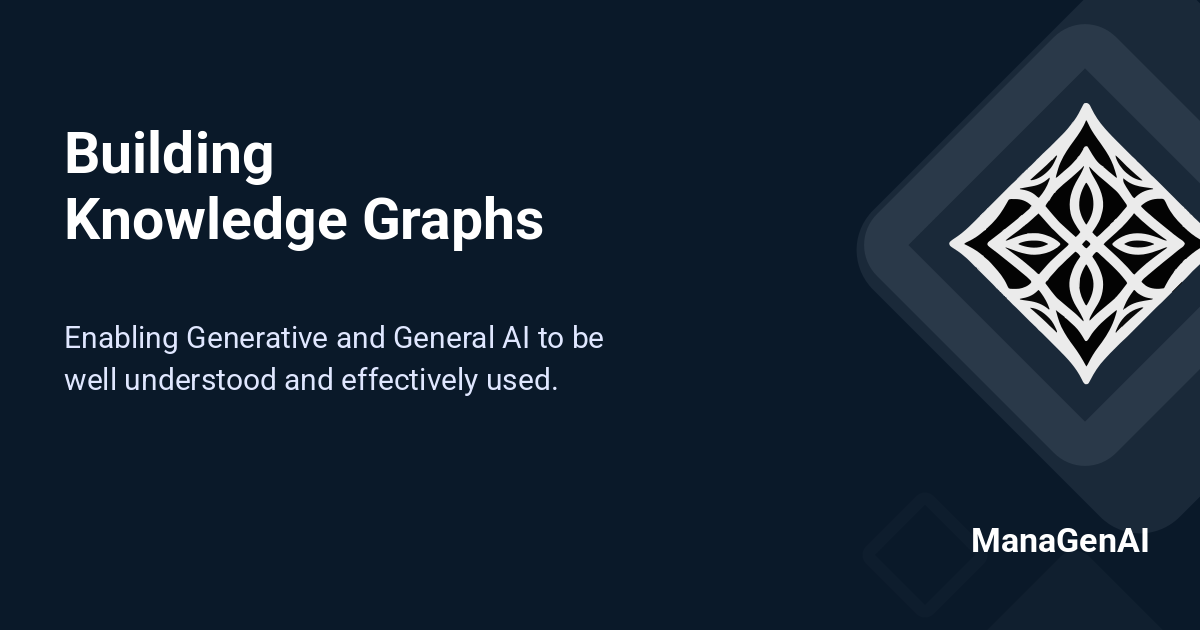 Building
Knowledge Graphs
Enabling Generative and General AI to be
well understood and effectively used.
ManaGenAI